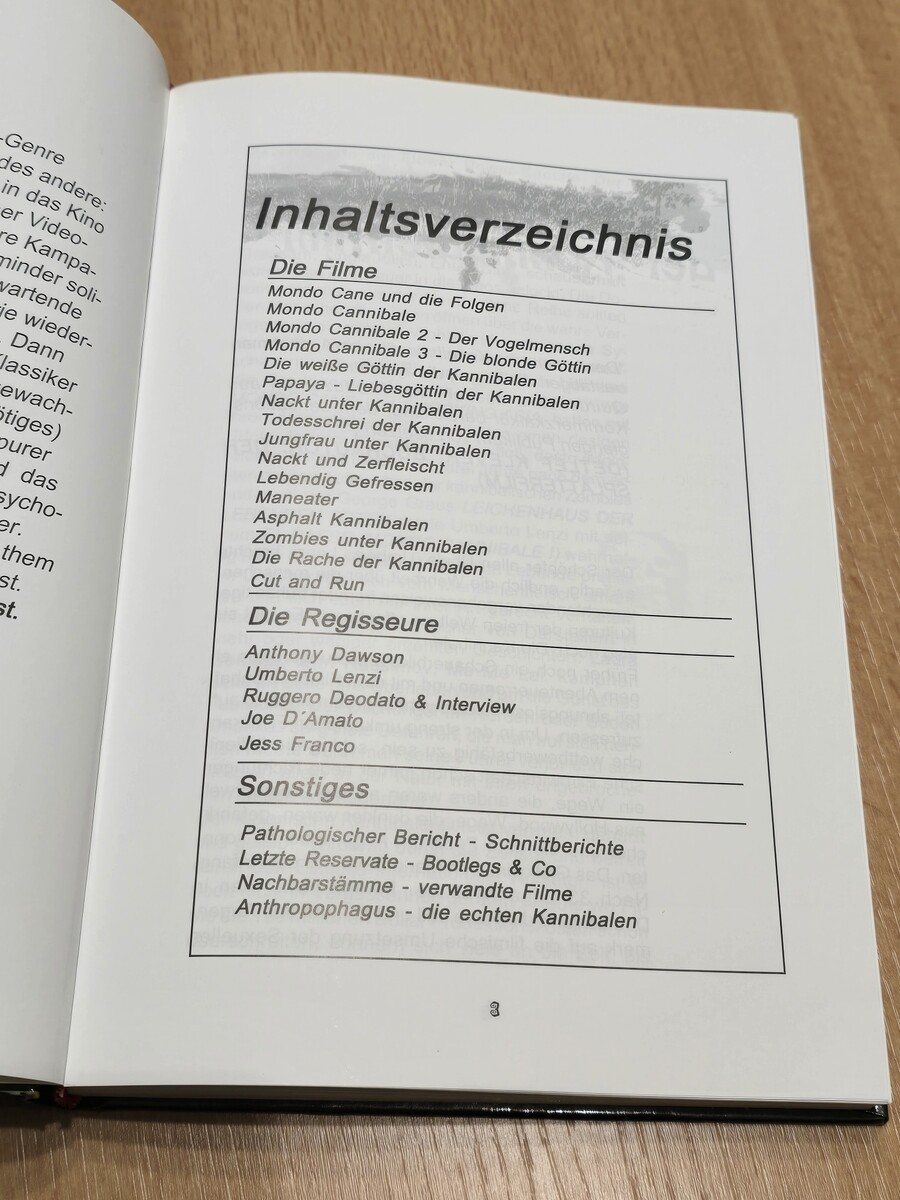 -Genre
des andere:
in das Kino
er Video-
re Kampa-
minder soli-
wartende
ie wieder-
. Dann
Klassiker
ewach-
ötiges)
purer
d das
sycho-
er.
them
st.
st.
Inhaltsverzeichnis
Die Filme
Mondo Cane und die Folgen
Mondo Cannibale
Mondo Cannibale 2 - Der Vogelmensch
Mondo Cannibale 3 - Die blonde Göttin
Die weiße Göttin der Kannibalen
Papaya - Liebesgöttin der Kannibalen
Nackt unter Kannibalen
Todesschrei der Kannibalen
Jungfrau unter Kannibalen
Nackt und Zerfleischt
Lebendig Gefressen
Maneater
Asphalt Kannibalen
Zombies unter Kannibalen
Die Rache der Kannibalen
Cut and Run
Die Regisseure
Anthony Dawson
Umberto Lenzi
Ruggero Deodato & Interview
Joe D´Amato
Jess Franco
Sonstiges
Pathologischer Bericht - Schnittberichte
Letzte Reservate - Bootlegs & Co
Nachbarstämme - verwandte Filme
Anthropophagus - die echten Kannibalen
3